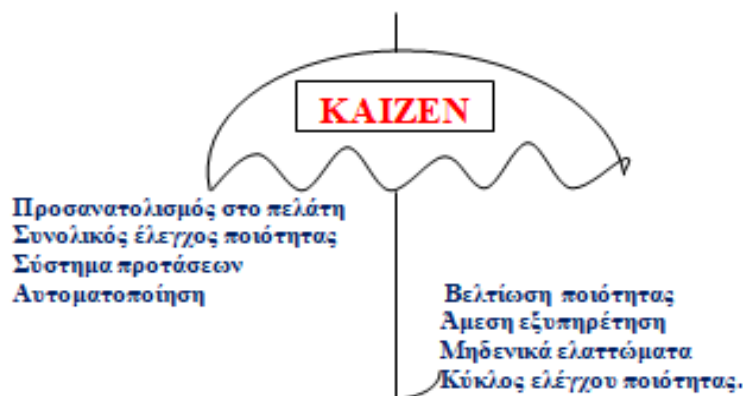 KAIZEN
Προσανατολισμός στο πελάτη
Συνολικός έλεγχος ποιότητας
Σύστημα προτάσεων
Αυτοματοποίηση
Βελτίωση ποιότητας
Άμεση εξυπηρέτηση
Μηδενικά ελαττώματα
Κύκλος ελέγχου ποιότητας.